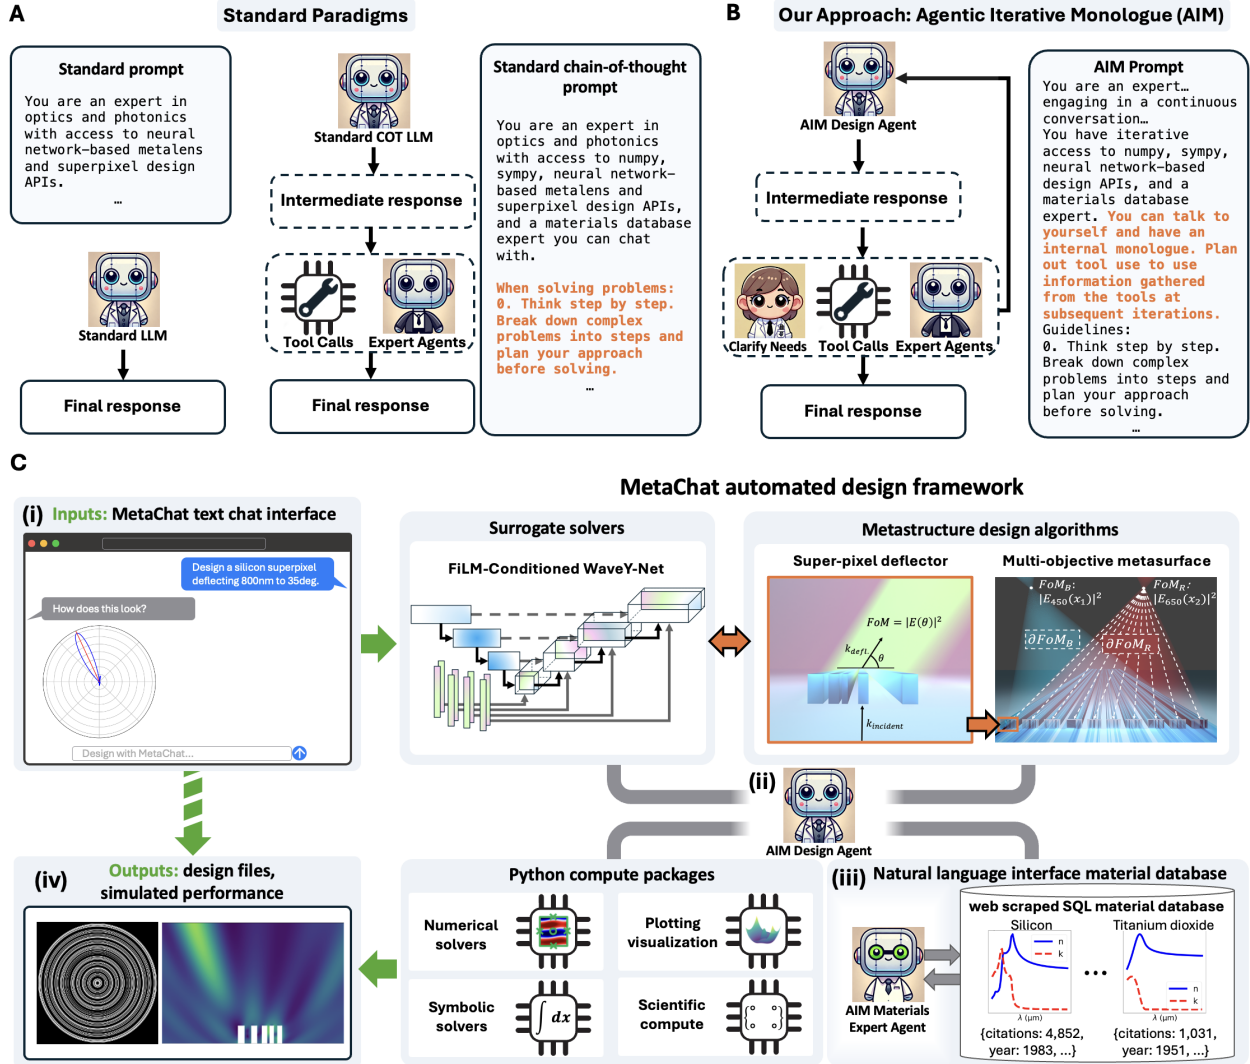 A
Standard Paradigms
Standard prompt
You are an expert in
optics and photonics
with access to neural
network-based metalens
and superpixel design
APIs.
…
Standard LLM
Final response
Standard COT LLM
Intermediate response
Tool Calls
Expert Agents
Final response
Standard chain-of-thought
prompt
You are an expert in
optics and photonics
with access to numpy,
sympy, neural network-
based metalens and
superpixel design APIs,
and a materials database
expert you can chat
with.
When solving problems:
0. Think step by step.
Break down complex
problems into steps and
plan your approach
before solving.
…
B
Our Approach: Agentic Iterative Monologue (AIM)
AIM Design Agent
Intermediate response
Clarify Needs
Tool Calls
Expert Agents
Final response
AIM Prompt
You are an expert…
engaging in a continuous
conversation…
You have iterative
access to numpy, sympy,
neural network-based
design APIs, and a
materials database
expert. You can talk to
yourself and have an
internal monologue. Plan
out tool use to use
information gathered
from the tools at
subsequent iterations.
Guidelines:
0. Think step by step.
Break down complex
problems into steps and
plan your approach
before solving.
…
C
MetaChat automated design framework
(i) Inputs: MetaChat text chat interface
Design a silicon superpixel
deflecting 800nm to 35deg.
How does this look?
Design with MetaChat...
Surrogate solvers
FiLM-Conditioned WaveY-Net
Metastructure design algorithms
Super-pixel deflector
FoM = |E(θ)|²
k_defl.
θ
k_incident
Multi-objective metasurface
FoM_B:
|E₄₅₀(x₁)|²
FoM_R:
|E₆₅₀(x₂)|²
∂FoM_B
∂FoM_R
(ii)
AIM Design Agent
(iv)
Outputs: design files,
simulated performance
Python compute packages
Numerical
solvers
Plotting
visualization
Symbolic
solvers
∫ dx
Scientific
compute
(iii) Natural language interface material database
AIM Materials
Expert Agent
web scraped SQL material database
Silicon
n
k
λ (μm)
{citations: 4,852,
year: 1983, ...}
...
Titanium dioxide
n
k
λ (μm)
{citations: 1,031,
year: 1951, ...}